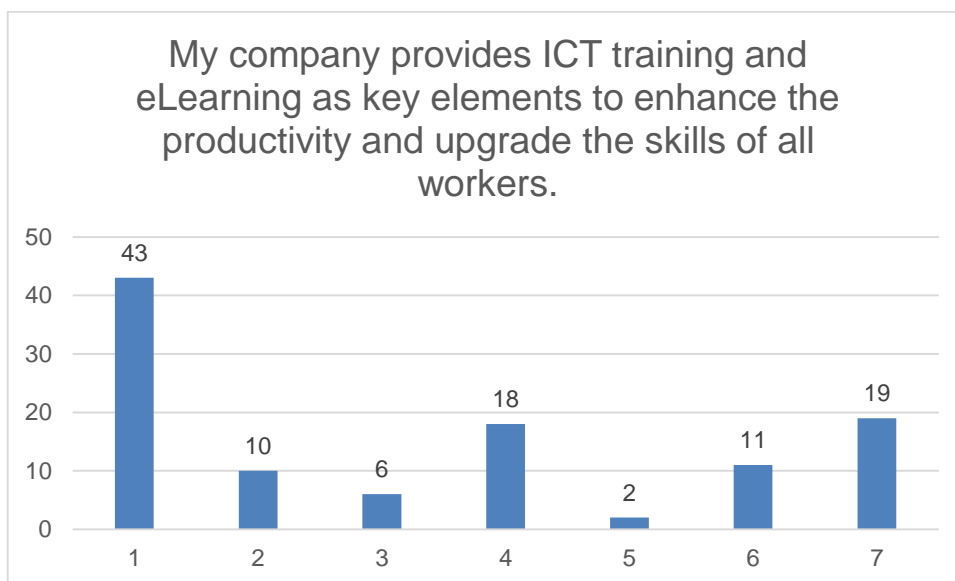 My company provides ICT training and
eLearning as key elements to enhance the
productivity and upgrade the skills of all
workers.
50
43
40
30
20
19
18
11
10
10
6
2
0
1 2 3 4 5 6 7